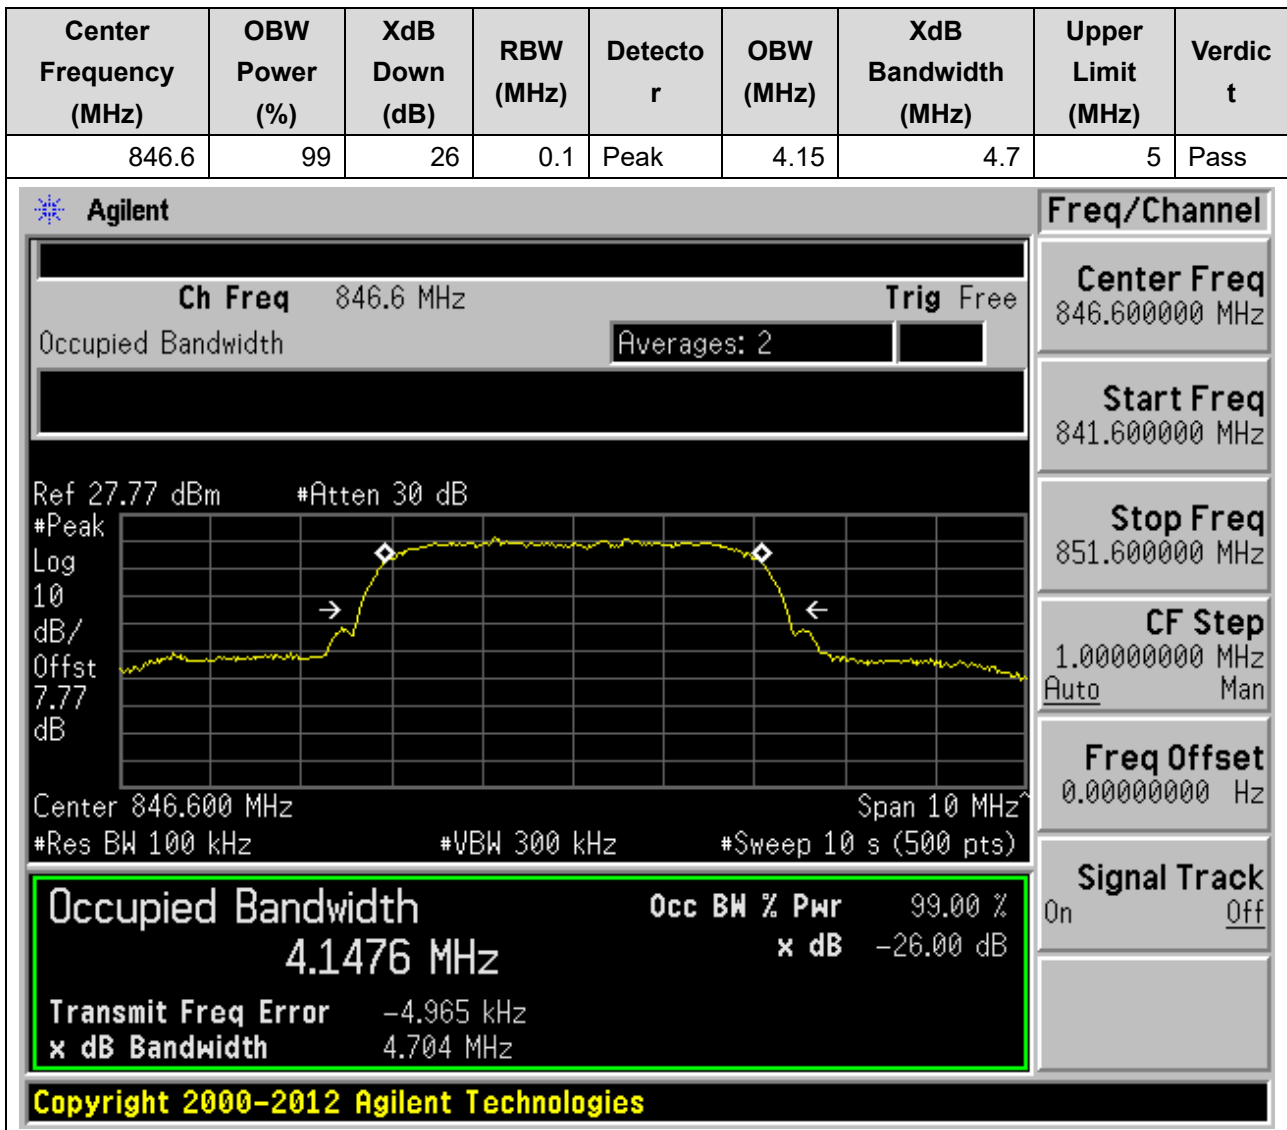 Center Frequency (MHz) OBW Power (%) XdB Down (dB) RBW (MHz) Detecto r OBW (MHz) XdB Bandwidth (MHz) Upper Limit (MHz) Verdic t
846.6 99 26 0.1 Peak 4.15 4.7 5 Pass
Agilent
Freq/Channel
Ch Freq 846.6 MHz Trig Free
Occupied Bandwidth Averages: 2
Center Freq
846.600000 MHz
Start Freq
841.600000 MHz
Stop Freq
851.600000 MHz
CF Step
1.00000000 MHz
Auto Man
Freq Offset
0.00000000 Hz
Signal Track
On Off
Ref 27.77 dBm #Atten 30 dB
#Peak
Log
10
dB/
Offst
7.77
dB
Center 846.600 MHz Span 10 MHz^
#Res BW 100 kHz #VBW 300 kHz #Sweep 10 s (500 pts)
Occupied Bandwidth Occ BW % Pwr 99.00 %
4.1476 MHz x dB -26.00 dB
Transmit Freq Error -4.965 kHz
x dB Bandwidth 4.704 MHz
Copyright 2000-2012 Agilent Technologies